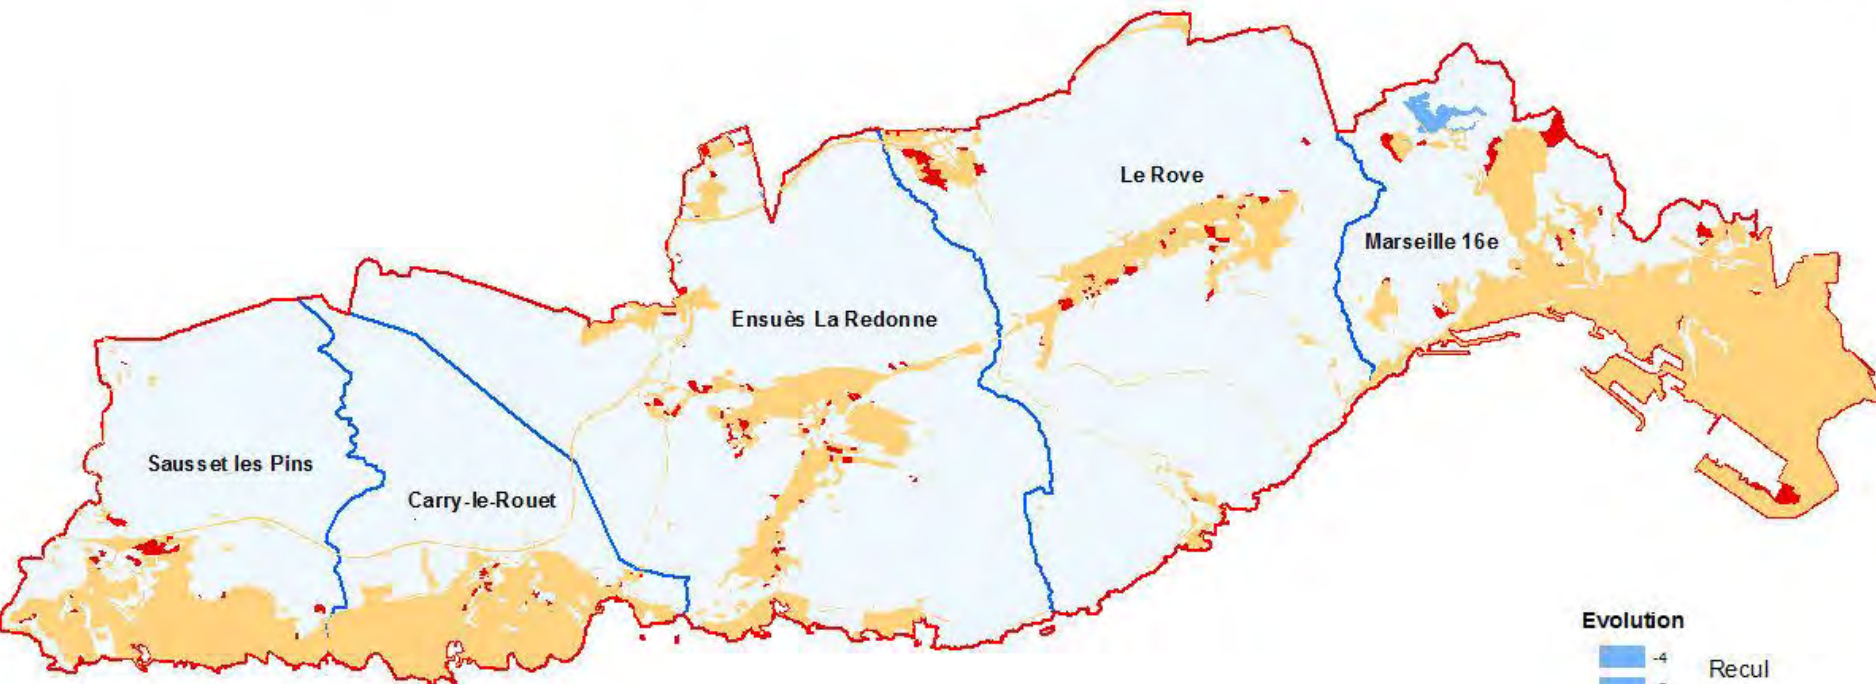 Le Rove
Marseille 16e
Ensuès La Redonne
Sausset les Pins
Carry-le-Rouet
Evolution
-4
Recul